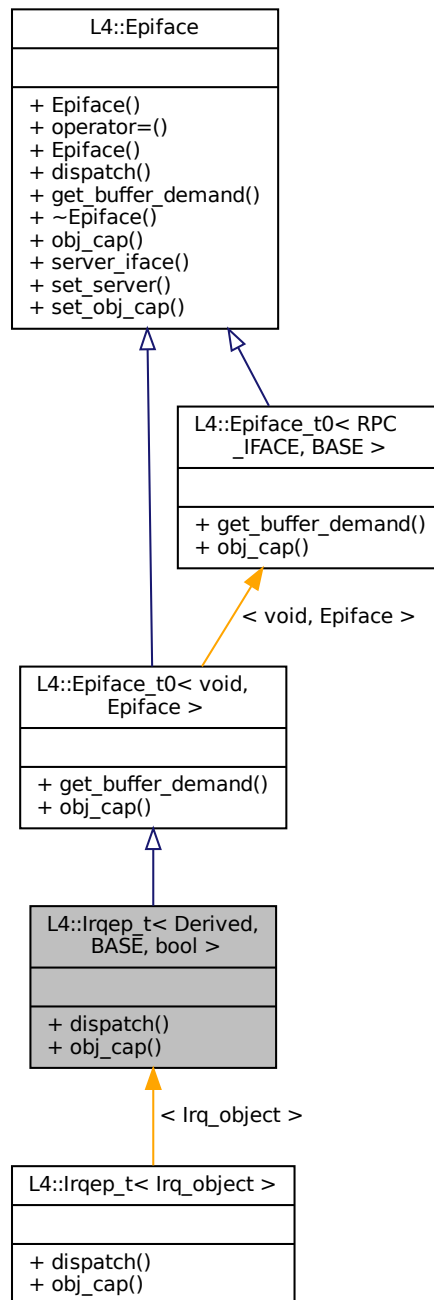 L4::Epiface
+ Epiface()
+ operator=()
+ Epiface()
+ dispatch()
+ get_buffer_demand()
+ ~Epiface()
+ obj_cap()
+ server_iface()
+ set_server()
+ set_obj_cap()
L4::Epiface_t0< RPC
_IFACE, BASE >
+ get_buffer_demand()
+ obj_cap()
< void, Epiface >
L4::Epiface_t0< void,
Epiface >
+ get_buffer_demand()
+ obj_cap()
L4::Irqep_t< Derived,
BASE, bool >
+ dispatch()
+ obj_cap()
< Irq_object >
L4::Irqep_t< Irq_object >
+ dispatch()
+ obj_cap()